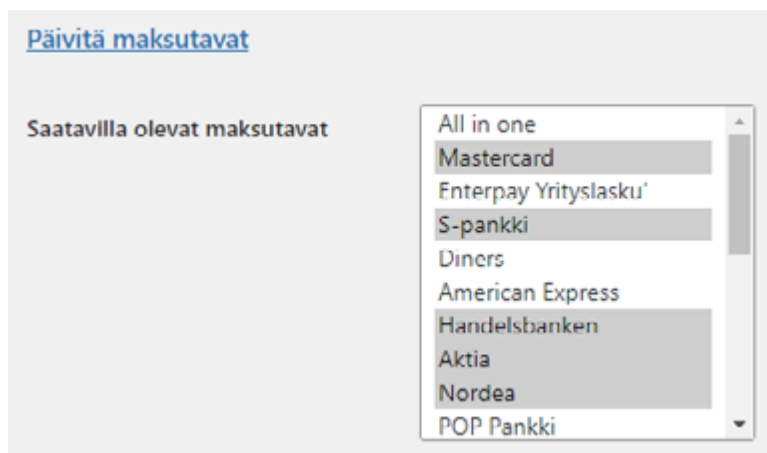 Päivitä maksutavat
Saatavilla olevat maksutavat
All in one
Mastercard
Enterpay Yrityslasku'
S-pankki
Diners
American Express
Handelsbanken
Aktia
Nordea
POP Pankki